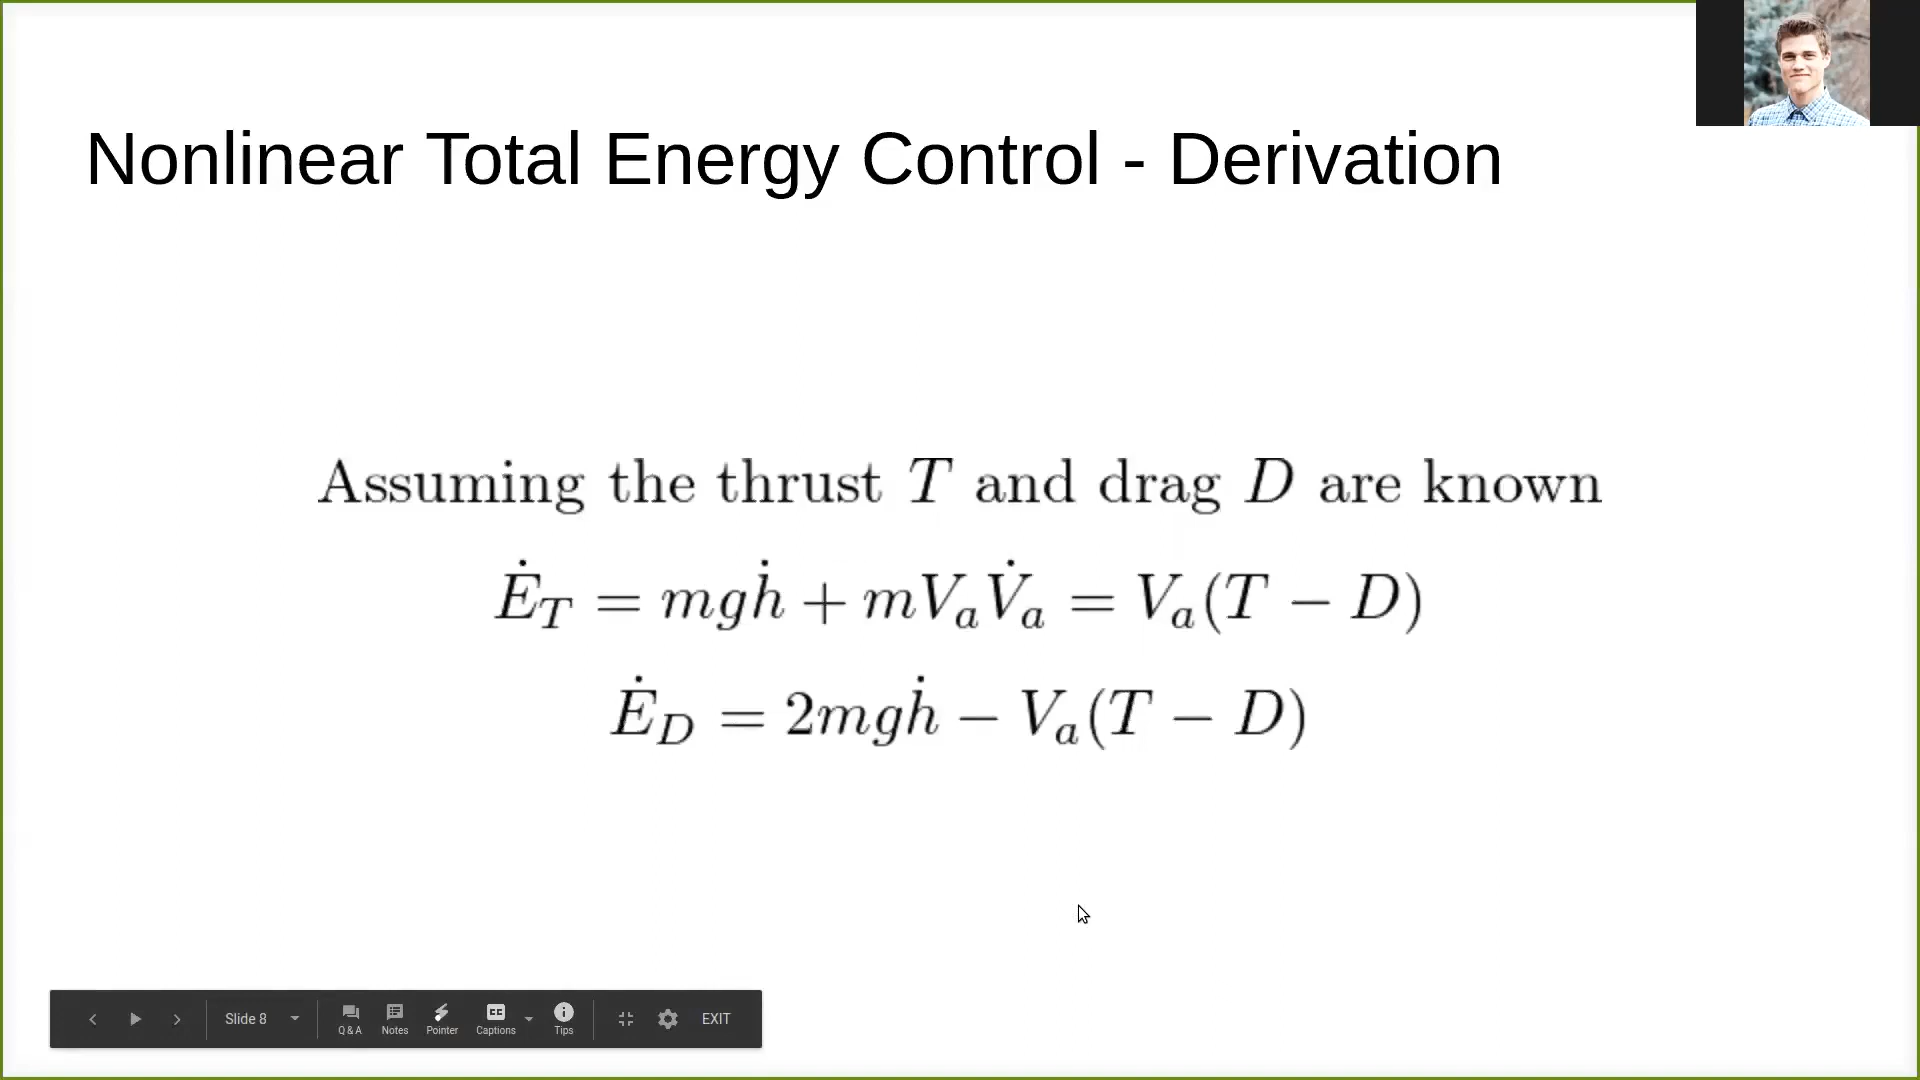 Nonlinear Total Energy Control - Derivation
Assuming the thrust T and drag D are known
Ė_T = mgḣ + mV_aV̇_a = V_a(T − D)
Ė_D = 2mgḣ − V_a(T − D)
Slide 8
Q & A
Notes
Pointer
CC
Captions
Tips
EXIT